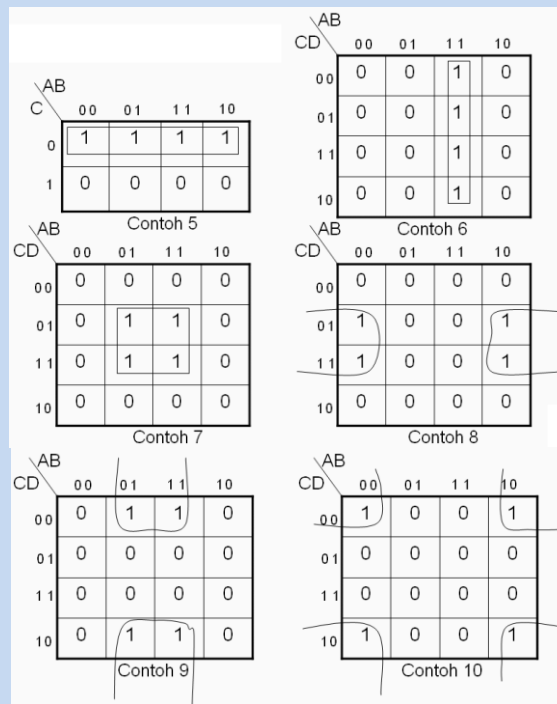 AB
C 00 01 11 10
0 1 1 1 1
1 0 0 0 0
Contoh 5
AB
CD 00 01 11 10
00 0 0 1 0
01 0 0 1 0
11 0 0 1 0
10 0 0 1 0
Contoh 6
AB
CD 00 01 11 10
00 0 0 0 0
01 0 1 1 0
11 0 1 1 0
10 0 0 0 0
Contoh 7
AB
CD 00 01 11 10
00 0 0 0 0
01 1 0 0 1
11 1 0 0 1
10 0 0 0 0
Contoh 8
AB
CD 00 01 11 10
00 0 1 1 0
01 0 0 0 0
11 0 0 0 0
10 0 1 1 0
Contoh 9
AB
CD 00 01 11 10
00 1 0 0 1
01 0 0 0 0
11 0 0 0 0
10 1 0 0 1
Contoh 10